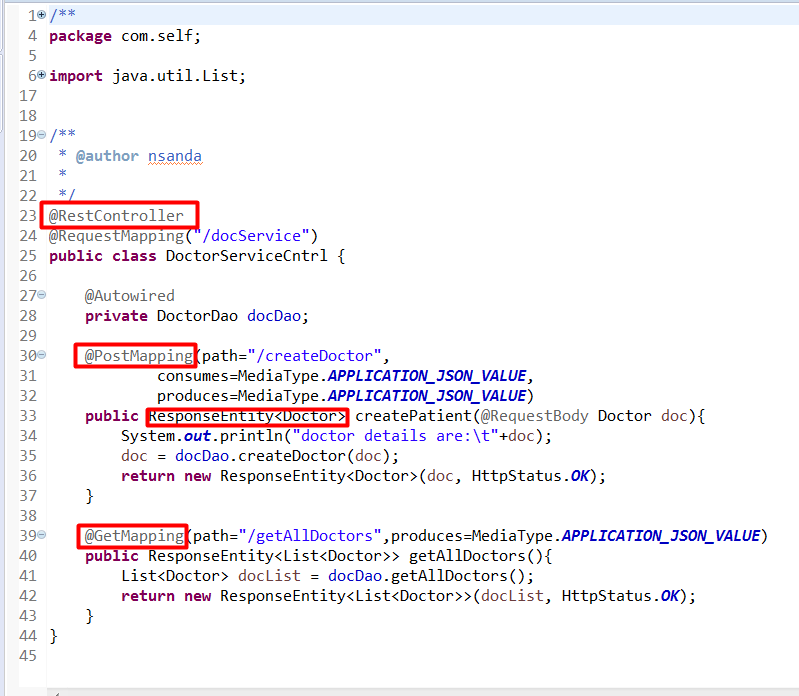 1 /**
4 package com.self;
5
6 import java.util.List;
17
18
19 /**
20  * @author nsanda
21  *
22  */
23 @RestController
24 @RequestMapping("/docService")
25 public class DoctorServiceCntrl {
26
27     @Autowired
28     private DoctorDao docDao;
29
30     @PostMapping(path="/createDoctor",
31             consumes=MediaType.APPLICATION_JSON_VALUE,
32             produces=MediaType.APPLICATION_JSON_VALUE)
33     public ResponseEntity<Doctor> createPatient(@RequestBody Doctor doc){
34         System.out.println("doctor details are:\t"+doc);
35         doc = docDao.createDoctor(doc);
36         return new ResponseEntity<Doctor>(doc, HttpStatus.OK);
37     }
38
39     @GetMapping(path="/getAllDoctors",produces=MediaType.APPLICATION_JSON_VALUE)
40     public ResponseEntity<List<Doctor>> getAllDoctors(){
41         List<Doctor> docList = docDao.getAllDoctors();
42         return new ResponseEntity<List<Doctor>>(docList, HttpStatus.OK);
43     }
44 }
45